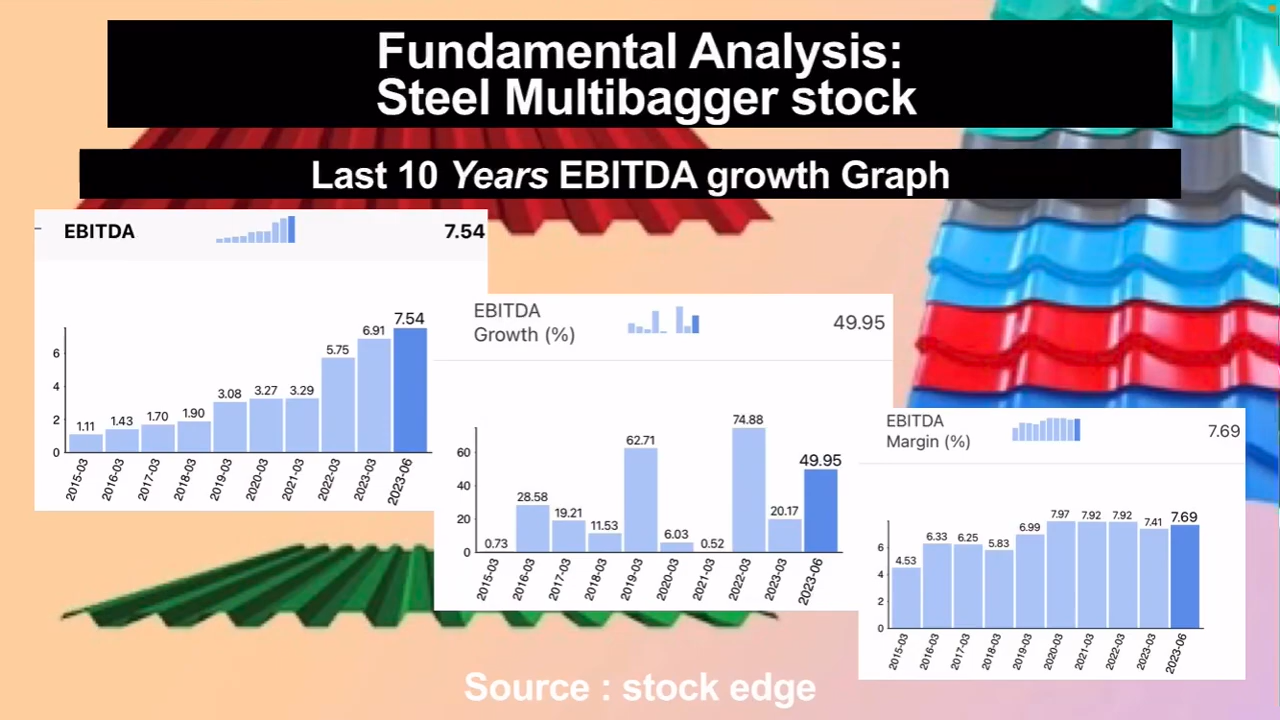 Fundamental Analysis:
Steel Multibagger stock
Last 10 Years EBITDA growth Graph
EBITDA 7.54
7.54
6.91
5.75
3.08 3.27 3.29
1.11 1.43 1.70 1.90
6
4
2
0
2015-03 2016-03 2017-03 2018-03 2019-03 2020-03 2021-03 2022-03 2023-03 2023-06
EBITDA
Growth (%) 49.95
74.88
62.71
49.95
28.58
19.21
11.53
20.17
0.73 6.03 0.52
60
40
20
0
2015-03 2016-03 2017-03 2018-03 2019-03 2020-03 2021-03 2022-03 2023-03 2023-06
EBITDA
Margin (%) 7.69
4.53 6.33 6.25 5.83 6.99 7.97 7.92 7.92 7.41 7.69
6
4
2
0
2015-03 2016-03 2017-03 2018-03 2019-03 2020-03 2021-03 2022-03 2023-03 2023-06
Source : stock edge